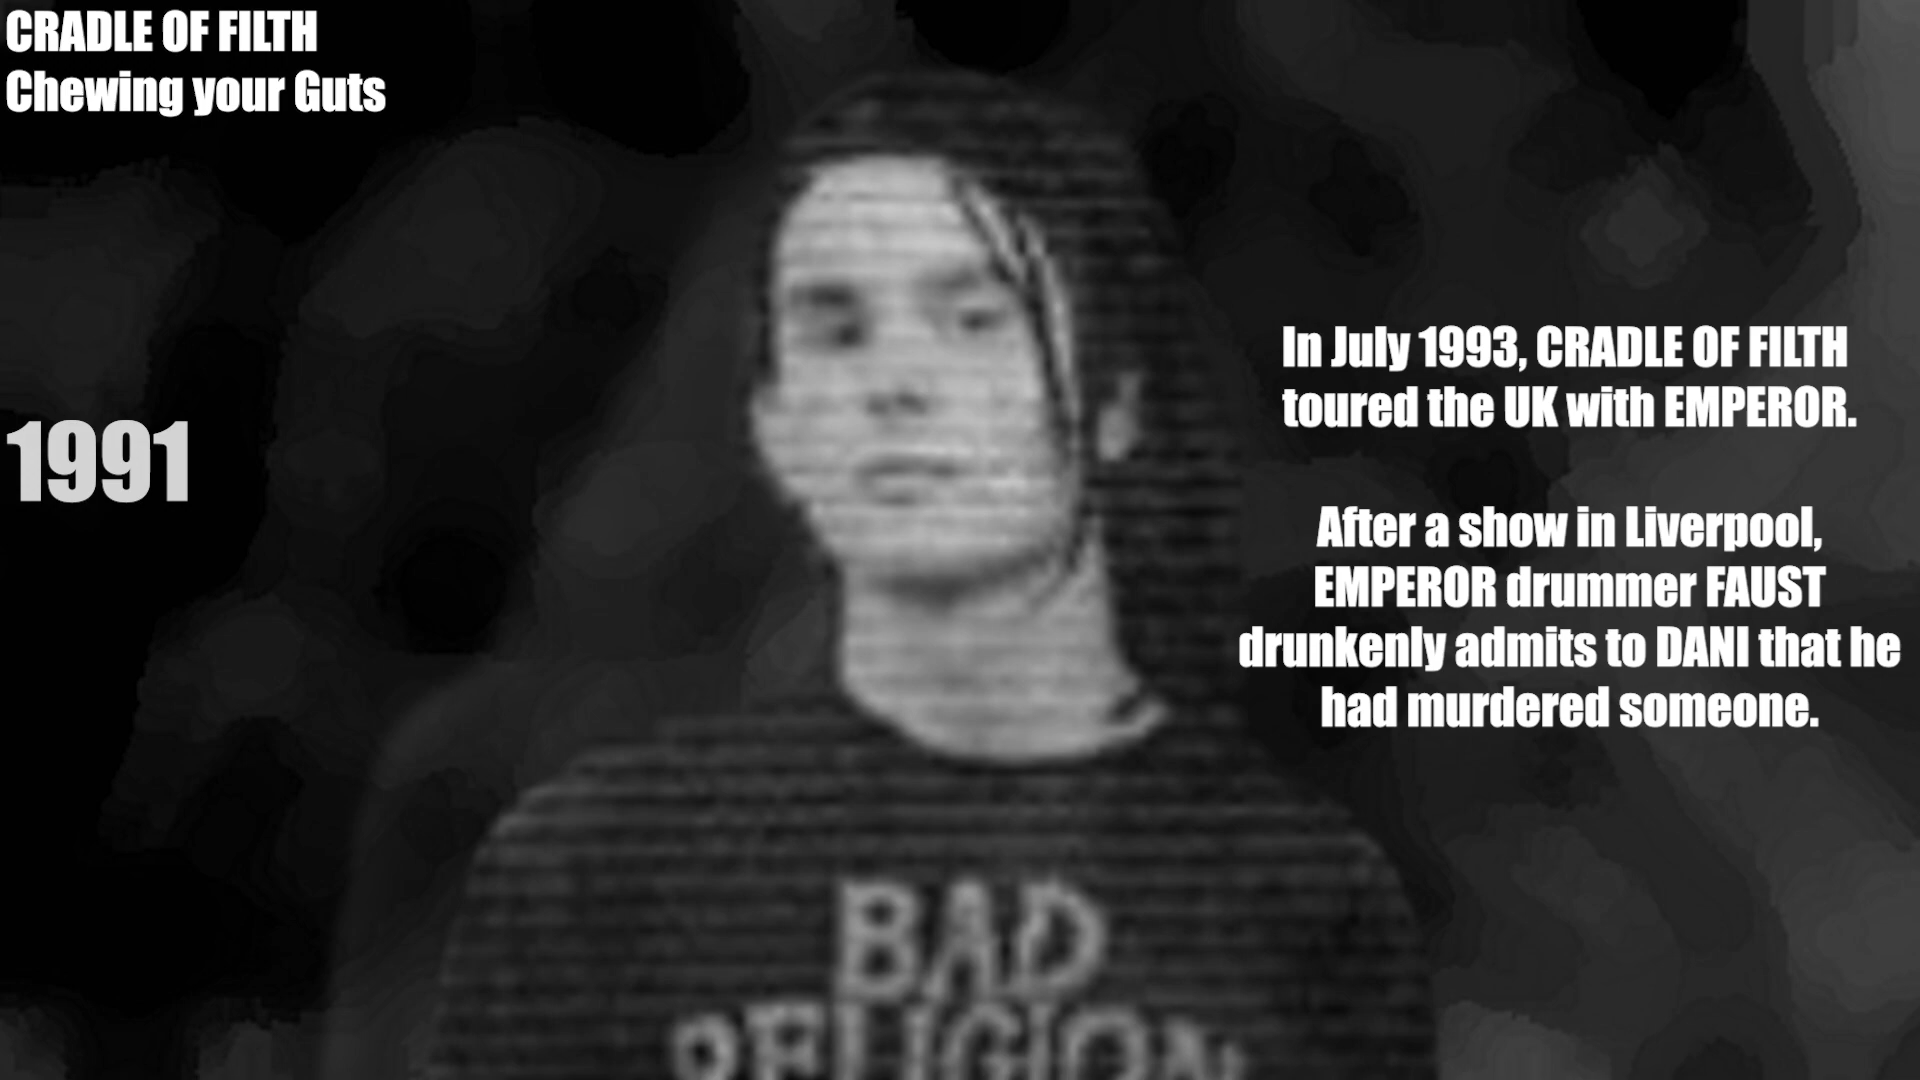 CRADLE OF FILTH
Chewing your Guts
1991
In July 1993, CRADLE OF FILTH
toured the UK with EMPEROR.
After a show in Liverpool,
EMPEROR drummer FAUST
drunkenly admits to DANI that he
had murdered someone.
BAD
RELIGION